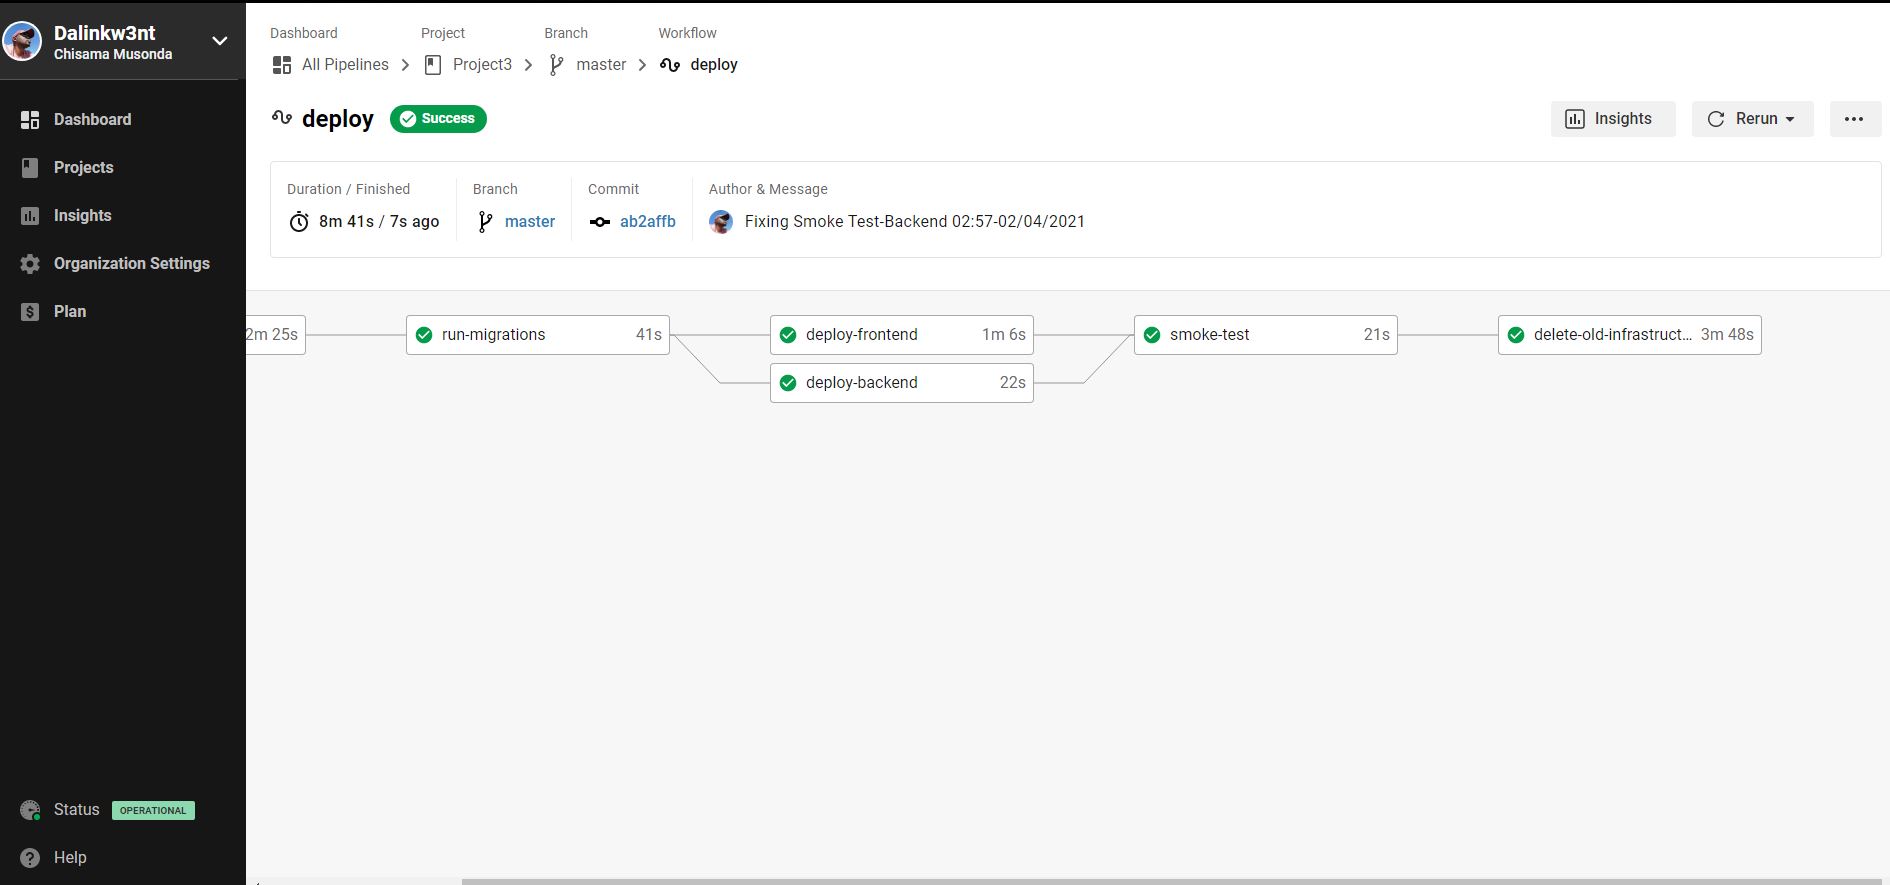 Dalinkw3nt
Chisama Musonda
Dashboard
Projects
Insights
Organization Settings
$ Plan
Status OPERATIONAL
? Help
Dashboard Project Branch Workflow
All Pipelines > Project3 > master > deploy
deploy Success
Insights Rerun ...
Duration / Finished Branch Commit Author & Message
8m 41s / 7s ago master ab2affb Fixing Smoke Test-Backend 02:57-02/04/2021
2m 25s run-migrations 41s deploy-frontend 1m 6s smoke-test 21s delete-old-infrastruct... 3m 48s
deploy-backend 22s